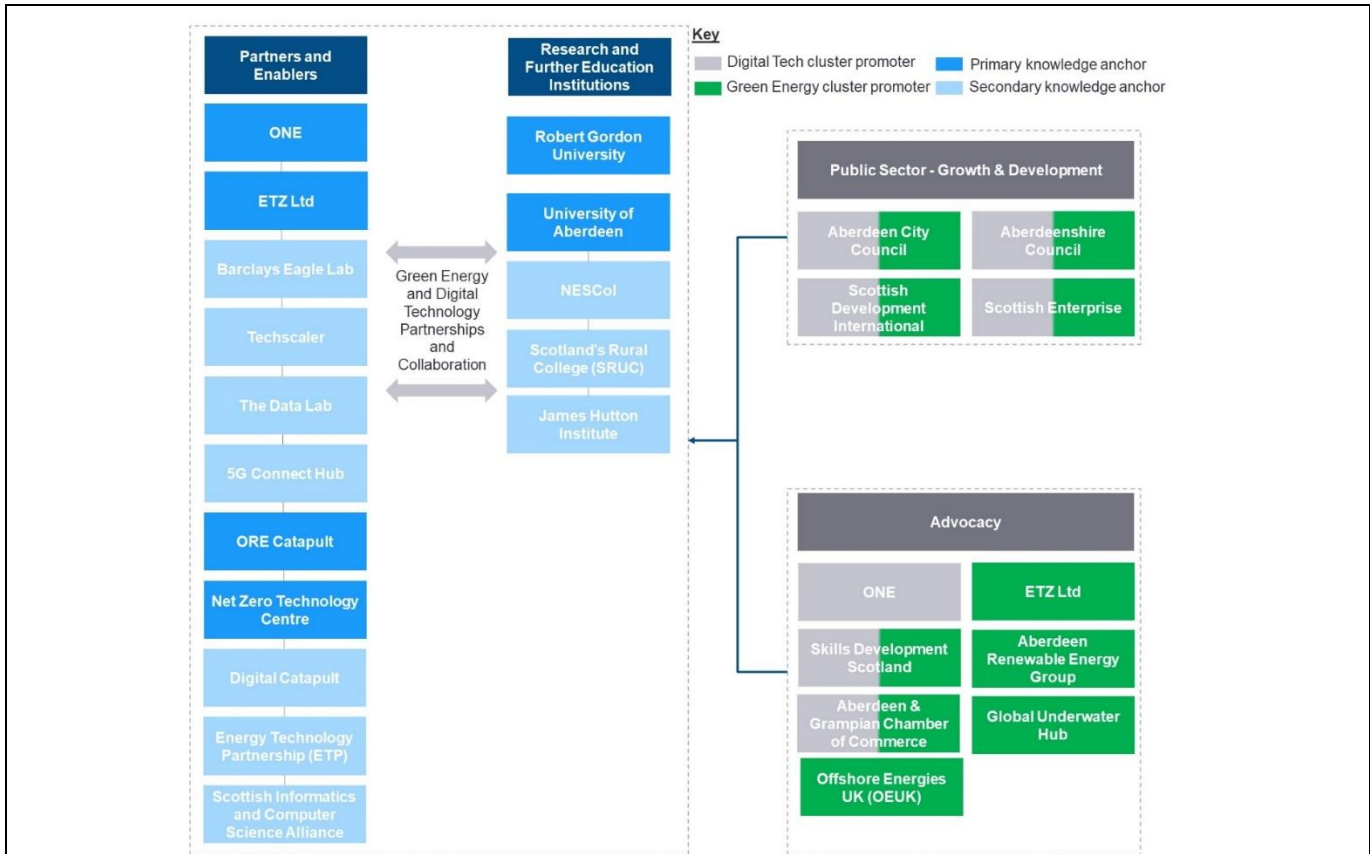 Partners and
Enablers
ONE
ETZ Ltd
Barclays Eagle Lab
Techscaler
The Data Lab
5G Connect Hub
ORE Catapult
Net Zero Technology
Centre
Digital Catapult
Energy Technology
Partnership (ETP)
Scottish Informatics
and Computer
Science Alliance
Green Energy
and Digital
Technology
Partnerships
and
Collaboration
Research and
Further Education
Institutions
Robert Gordon
University
University of
Aberdeen
NESCol
Scotland's Rural
College (SRUC)
James Hutton
Institute
Key
Digital Tech cluster promoter
Primary knowledge anchor
Green Energy cluster promoter
Secondary knowledge anchor
Public Sector - Growth & Development
Aberdeen City
Council
Aberdeenshire
Council
Scottish
Development
International
Scottish Enterprise
Advocacy
ONE
ETZ Ltd
Skills Development
Scotland
Aberdeen
Renewable Energy
Group
Aberdeen &
Grampian Chamber
of Commerce
Global Underwater
Hub
Offshore Energies
UK (OEUK)